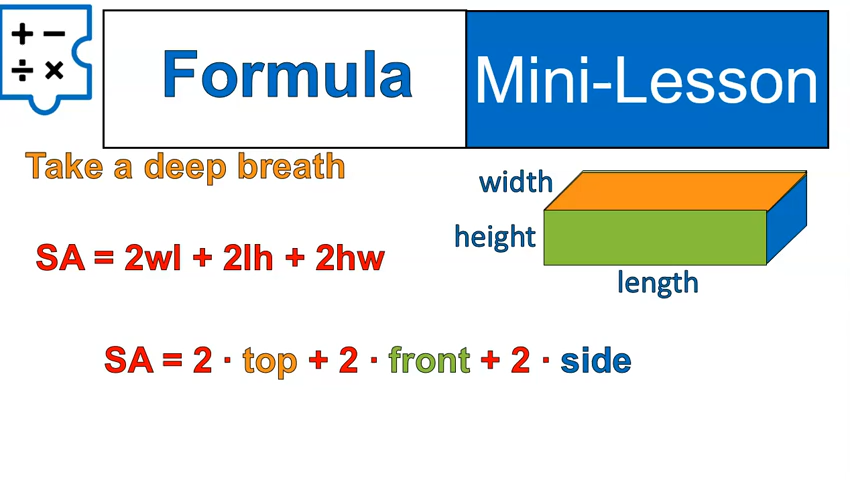 + −
÷ ×
Formula
Mini-Lesson
Take a deep breath
width
SA = 2wl + 2lh + 2hw
height
length
SA = 2 · top + 2 · front + 2 · side